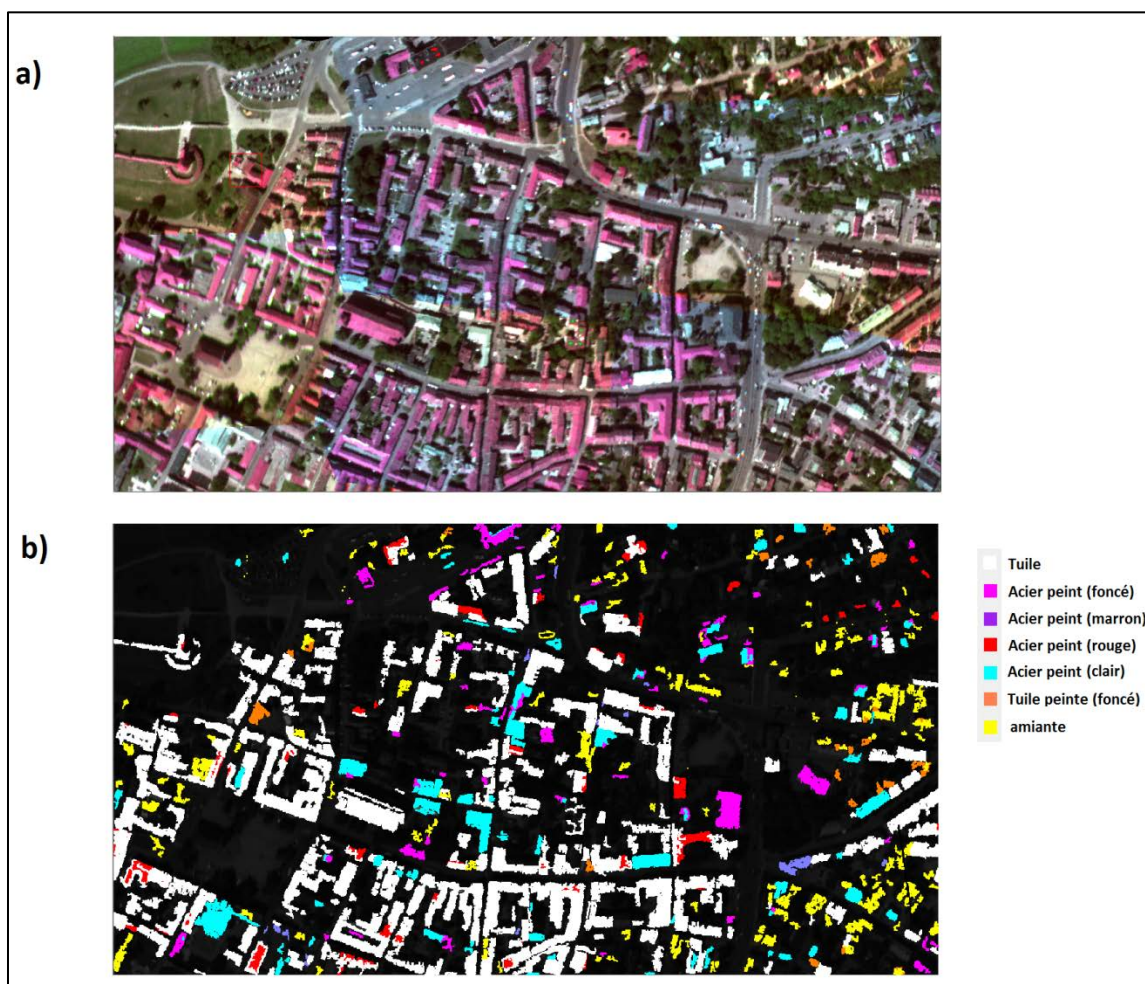 a)
b)
Tuile
Acier peint (foncé)
Acier peint (marron)
Acier peint (rouge)
Acier peint (clair)
Tuile peinte (foncé)
amiante